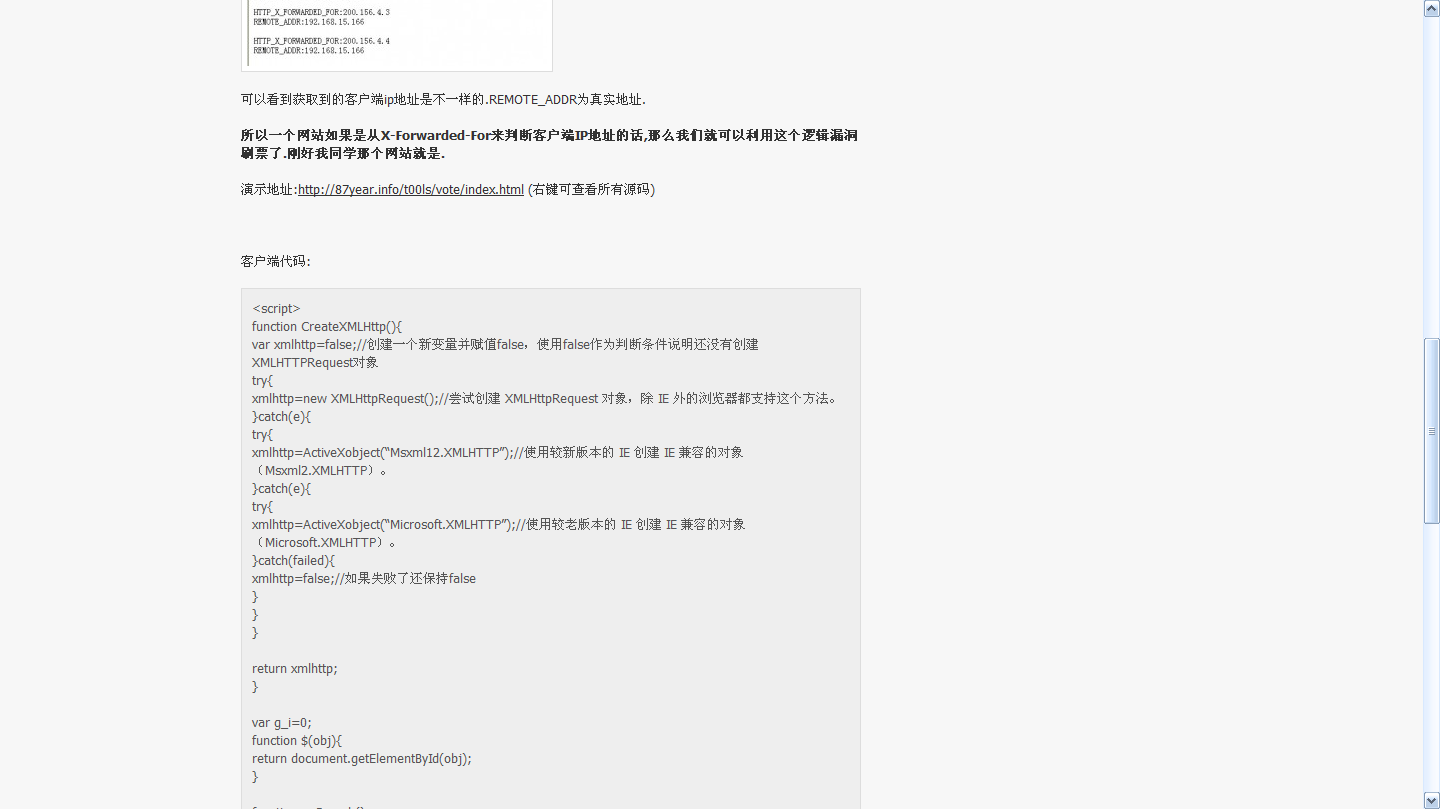 HTTP_X_FORWARDED_FOR:200.156.4.3
REMOTE_ADDR:192.168.15.166
HTTP_X_FORWARDED_FOR:200.156.4.4
REMOTE_ADDR:192.168.15.166
可以看到获取到的客户端ip地址是不一样的.REMOTE_ADDR为真实地址.
所以一个网站如果是从X-Forwarded-For来判断客户端IP地址的话,那么我们就可以利用这个逻辑漏洞
刷票了.刚好我同学那个网站就是.
演示地址:http://87year.info/t00ls/vote/index.html (右键可查看所有源码)
客户端代码:
<script>
function CreateXMLHttp(){
var xmlhttp=false;//创建一个新变量并赋值false，使用false作为判断条件说明还没有创建
XMLHTTPRequest对象
try{
xmlhttp=new XMLHttpRequest();//尝试创建 XMLHttpRequest 对象，除 IE 外的浏览器都支持这个方法。
}catch(e){
try{
xmlhttp=ActiveXobject(“Msxml12.XMLHTTP”);//使用较新版本的 IE 创建 IE 兼容的对象
（Msxml2.XMLHTTP）。
}catch(e){
try{
xmlhttp=ActiveXobject(“Microsoft.XMLHTTP”);//使用较老版本的 IE 创建 IE 兼容的对象
（Microsoft.XMLHTTP）。
}catch(failed){
xmlhttp=false;//如果失败了还保持false
}
}
}
return xmlhttp;
}
var g_i=0;
function $(obj){
return document.getElementById(obj);
}